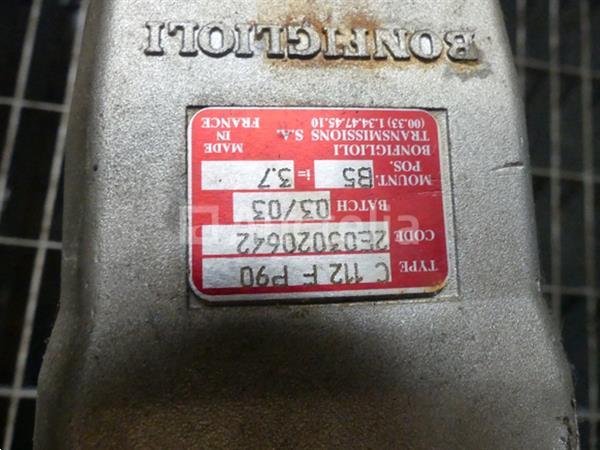 BONFIGLIOLI
TYPE C 112 F P90
CODE 2E03020642
BATCH 03/03
MOUNT. POS. B5 i= 3.7
BONFIGLIOLI
TRANSMISSIONS S.A.
(00.33) 1.34.47.45.10
MADE
IN
FRANCE